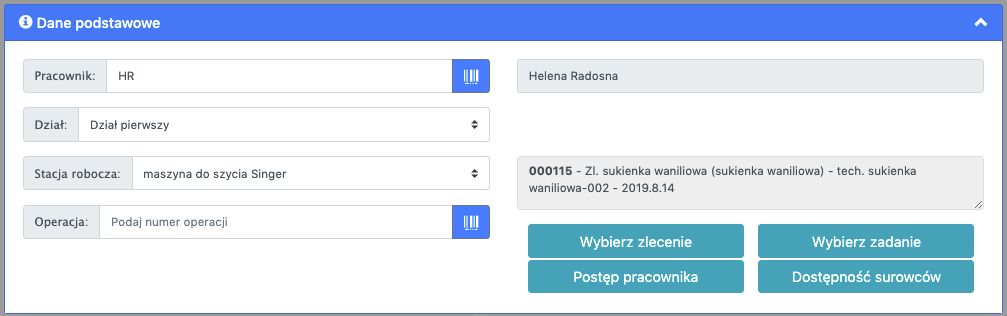 Dane podstawowe
Pracownik: HR
Helena Radosna
Dział: Dział pierwszy
Stacja robocza: maszyna do szycia Singer
000115 - Zl. sukienka waniliowa (sukienka waniliowa) - tech. sukienka
waniliowa-002 - 2019.8.14
Operacja: Podaj numer operacji
Wybierz zlecenie
Wybierz zadanie
Postęp pracownika
Dostępność surowców